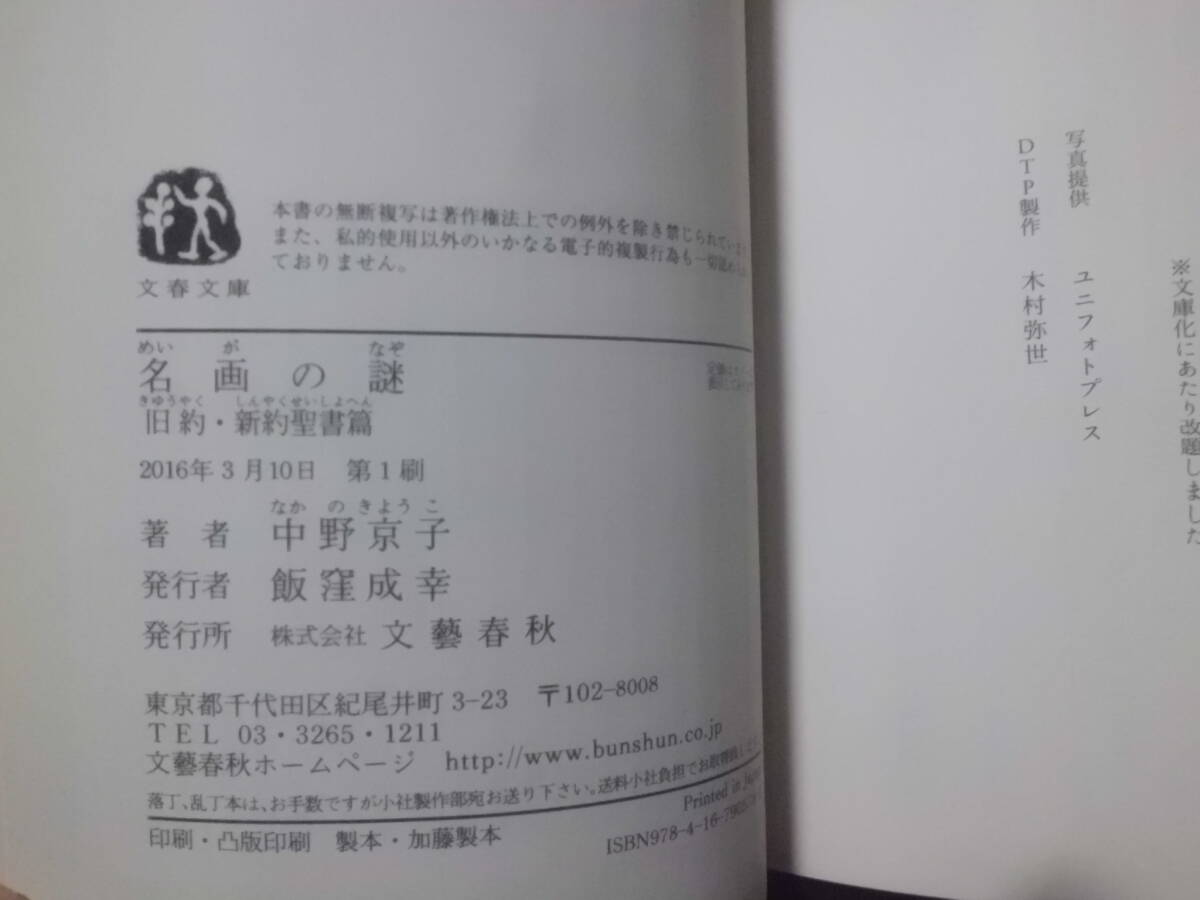 本書の無断複写は著作権法上での例外を除き禁じられています
また、私的使用以外のいかなる電子的複製行為も一切認め
ておりません。
文春文庫
めい が なぞ
名画の謎
きゆうやく しんやくせいしよへん
旧約・新約聖書篇
2016年3月10日 第1刷
なか の きよう こ
著者 中野京子
発行者 飯窪成幸
発行所 株式会社 文藝春秋
東京都千代田区紀尾井町3-23 〒102-8008
TEL 03・3265・1211
文藝春秋ホームページ http://www.bunshun.co.jp
落丁、乱丁本は、お手数ですが小社製作部宛お送り下さい。送料小社負担でお取替致し
印刷・凸版印刷 製本・加藤製本
Printed in Japan
ISBN978-4-16-790
※文庫化にあたり改題しました
写真提供 ユニフォトプレス
DTP製作 木村弥世